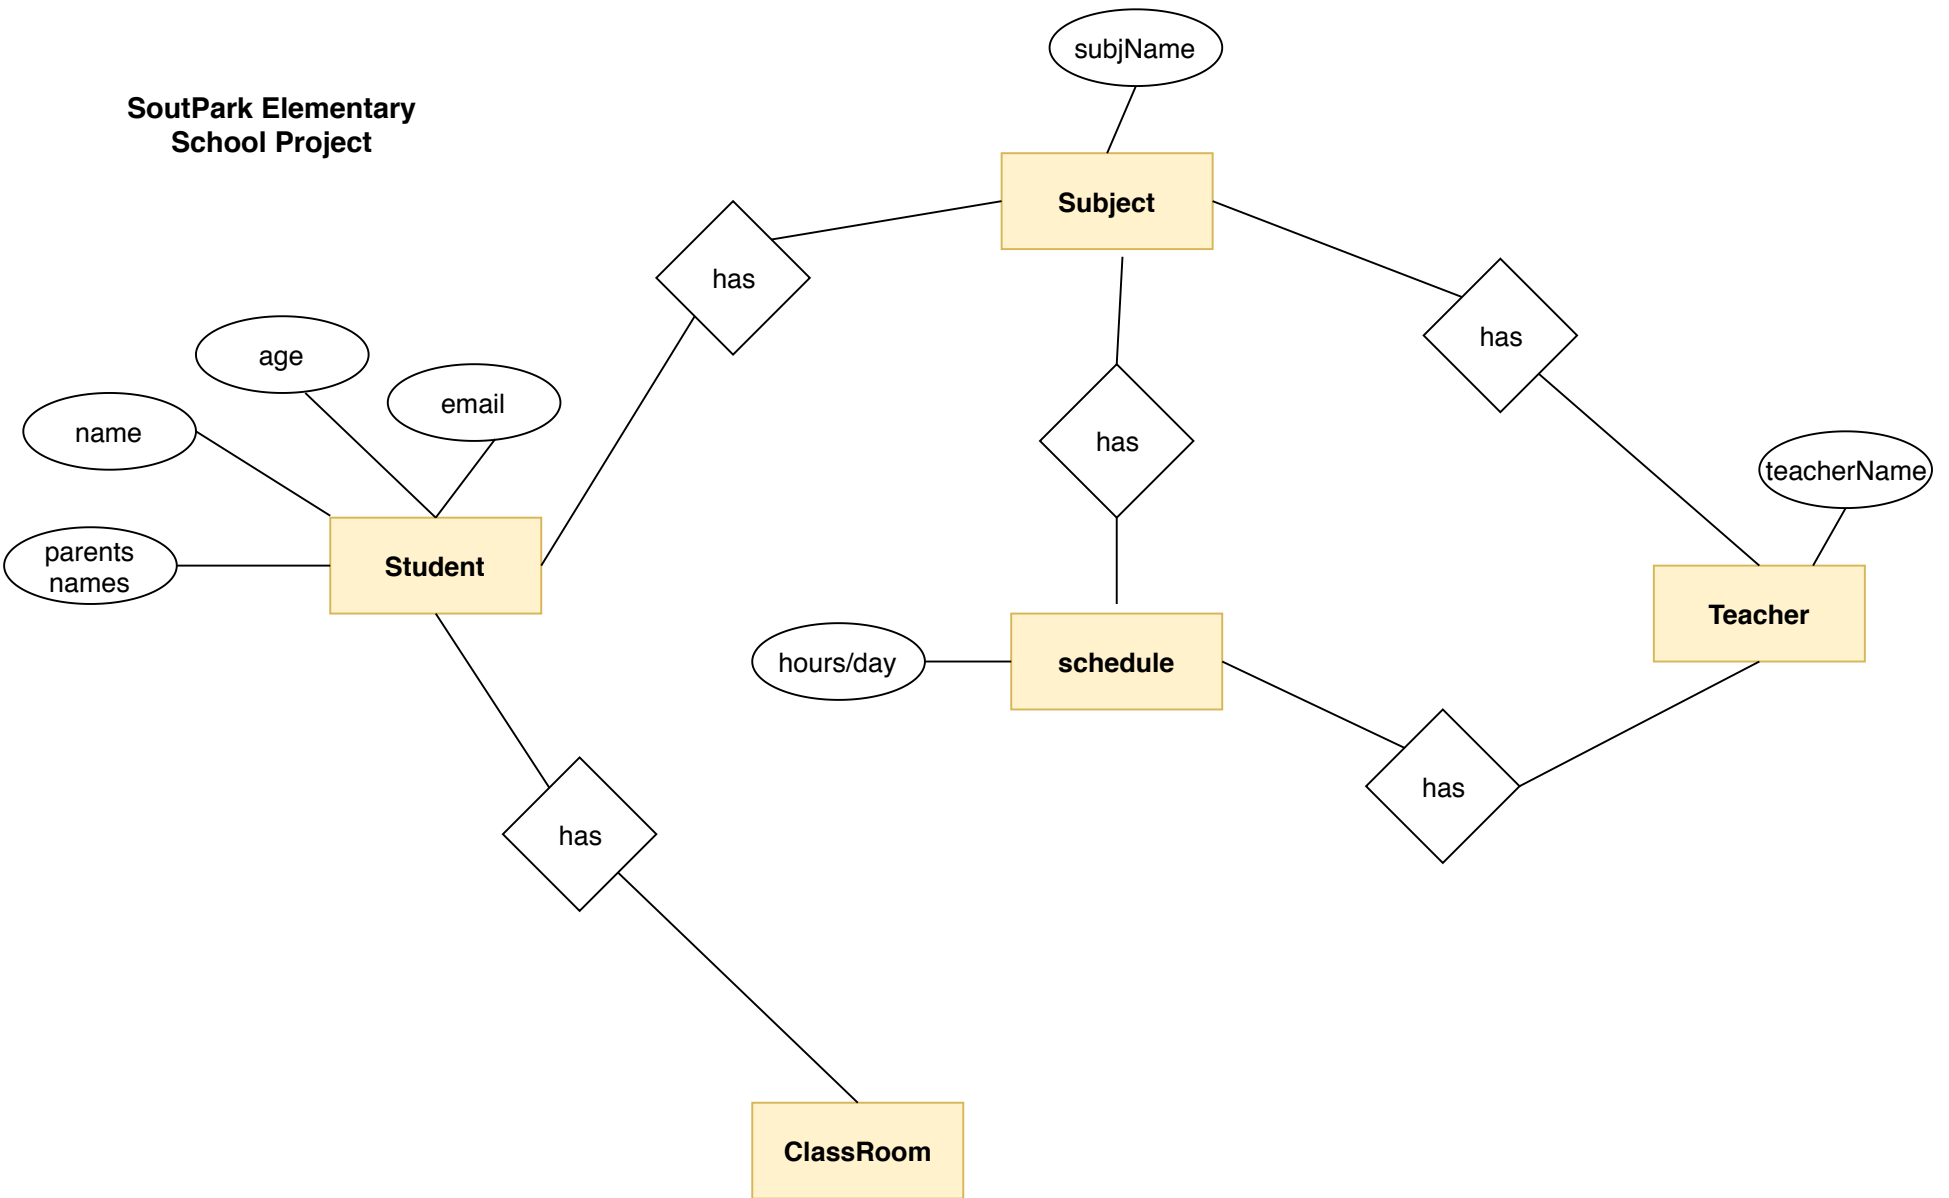 subjName
SoutPark Elementary
School Project
Subject
has
has
age
email
name
has
teacherName
parents
names
Student
Teacher
hours/day
schedule
has
has
ClassRoom